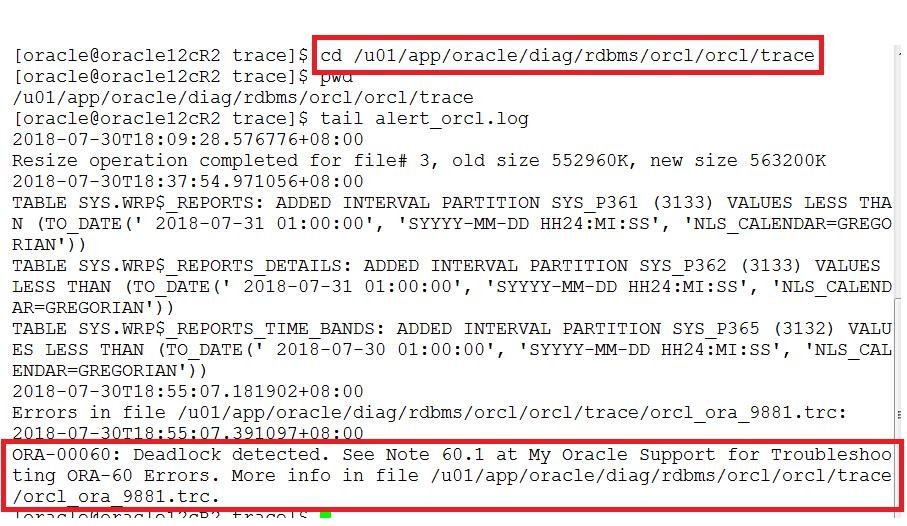 [oracle@oracle12cR2 trace]$ cd /u01/app/oracle/diag/rdbms/orcl/orcl/trace
[oracle@oracle12cR2 trace]$ pwd
/u01/app/oracle/diag/rdbms/orcl/orcl/trace
[oracle@oracle12cR2 trace]$ tail alert_orcl.log
2018-07-30T18:09:28.576776+08:00
Resize operation completed for file# 3, old size 552960K, new size 563200K
2018-07-30T18:37:54.971056+08:00
TABLE SYS.WRP$_REPORTS: ADDED INTERVAL PARTITION SYS_P361 (3133) VALUES LESS THA
N (TO_DATE(' 2018-07-31 01:00:00', 'SYYYY-MM-DD HH24:MI:SS', 'NLS_CALENDAR=GREGO
RIAN'))
TABLE SYS.WRP$_REPORTS_DETAILS: ADDED INTERVAL PARTITION SYS_P362 (3133) VALUES
LESS THAN (TO_DATE(' 2018-07-31 01:00:00', 'SYYYY-MM-DD HH24:MI:SS', 'NLS_CALEND
AR=GREGORIAN'))
TABLE SYS.WRP$_REPORTS_TIME_BANDS: ADDED INTERVAL PARTITION SYS_P365 (3132) VALU
ES LESS THAN (TO_DATE(' 2018-07-30 01:00:00', 'SYYYY-MM-DD HH24:MI:SS', 'NLS_CAL
ENDAR=GREGORIAN'))
2018-07-30T18:55:07.181902+08:00
Errors in file /u01/app/oracle/diag/rdbms/orcl/orcl/trace/orcl_ora_9881.trc:
2018-07-30T18:55:07.391097+08:00
ORA-00060: Deadlock detected. See Note 60.1 at My Oracle Support for Troubleshoo
ting ORA-60 Errors. More info in file /u01/app/oracle/diag/rdbms/orcl/orcl/trace
/orcl_ora_9881.trc.
[oracle@oracle12cR2 trace]$